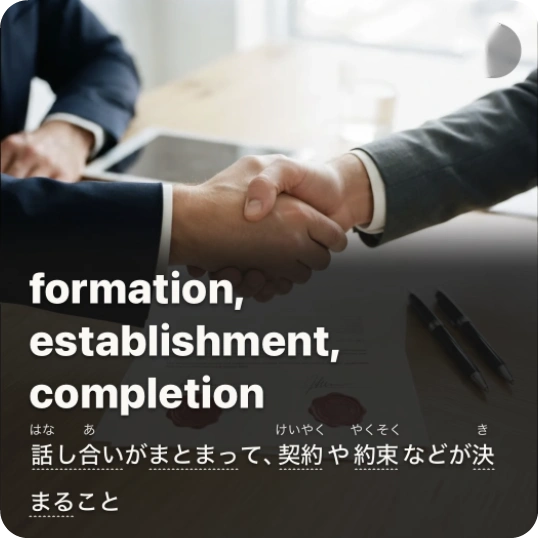 formation,
establishment,
completion
はな あ けいやく やくそく き
話し合いがまとまって、契約や約束などが決
まること